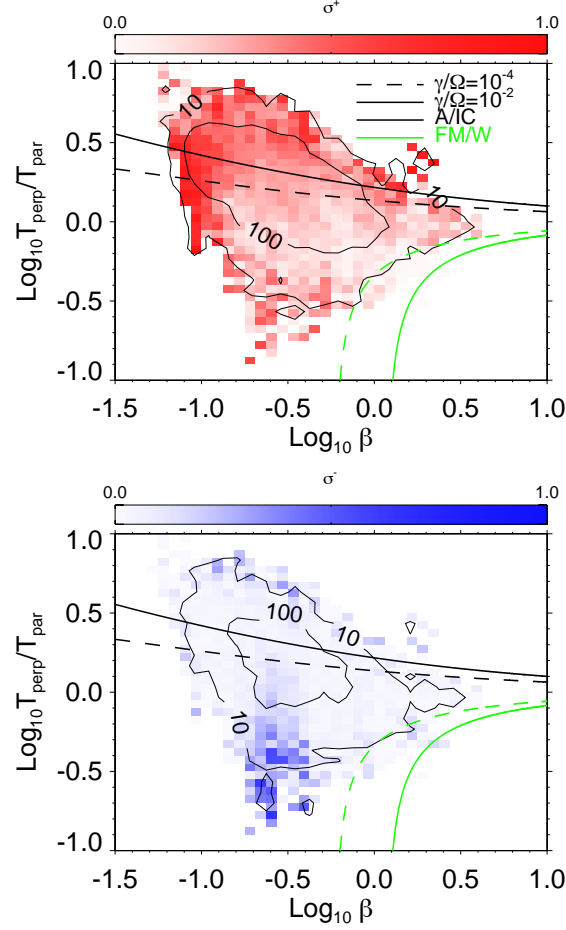 σ⁺
0.0 1.0
γ/Ω=10⁻⁴
γ/Ω=10⁻²
A/IC
FM/W
10
10
100
1.0
0.5
0.0
-0.5
-1.0
Log₁₀ T_perp/T_par
-1.5 -1.0 -0.5 0.0 0.5 1.0
Log₁₀ β
σ⁻
0.0 1.0
100
10
10
1.0
0.5
0.0
-0.5
-1.0
Log₁₀T_perp/T_par
-1.5 -1.0 -0.5 0.0 0.5 1.0
Log₁₀ β